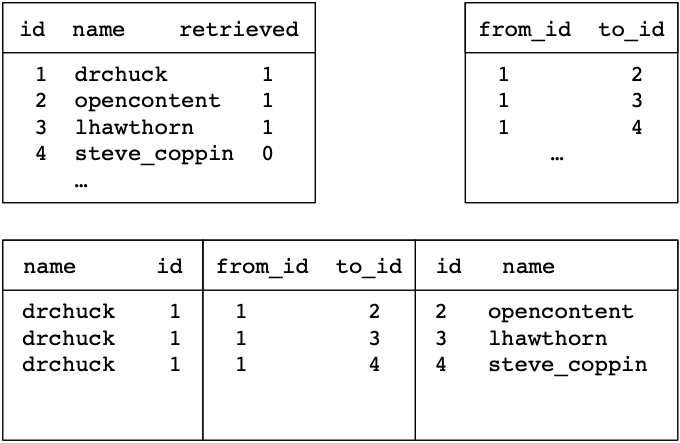 id name retrieved
1 drchuck 1
2 opencontent 1
3 lhawthorn 1
4 steve_coppin 0
…
from_id to_id
1 2
1 3
1 4
…
name id from_id to_id id name
drchuck 1 1 2 2 opencontent
drchuck 1 1 3 3 lhawthorn
drchuck 1 1 4 4 steve_coppin